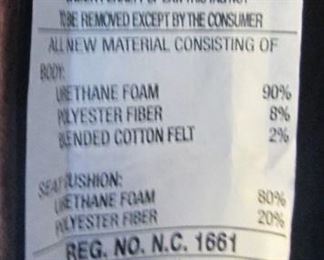 TO BE REMOVED EXCEPT BY THE CONSUMER
ALL NEW MATERIAL CONSISTING OF
BODY:
URETHANE FOAM 90%
POLYESTER FIBER 8%
BLENDED COTTON FELT 2%
SEAT CUSHION:
URETHANE FOAM 80%
POLYESTER FIBER 20%
REG. NO. N.C. 1661